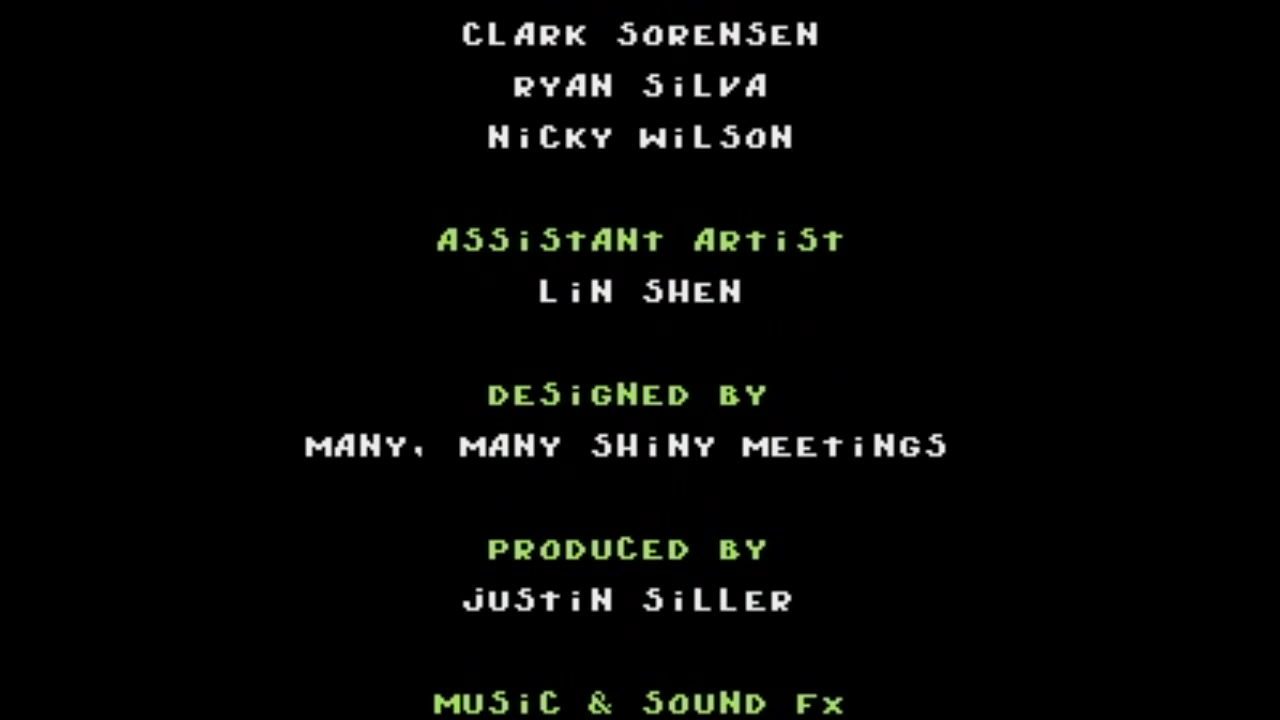 CLARK SORENSEN
RYAN SiLVA
NiCKY WiLSON
ASSiStANt ARtiSt
LiN SHEN
DESiGNED BY
MANY, MANY SHiNY MEEtiNGS
PRODUCED BY
jUStiN SiLLER
MUSiC & SOUND Fx